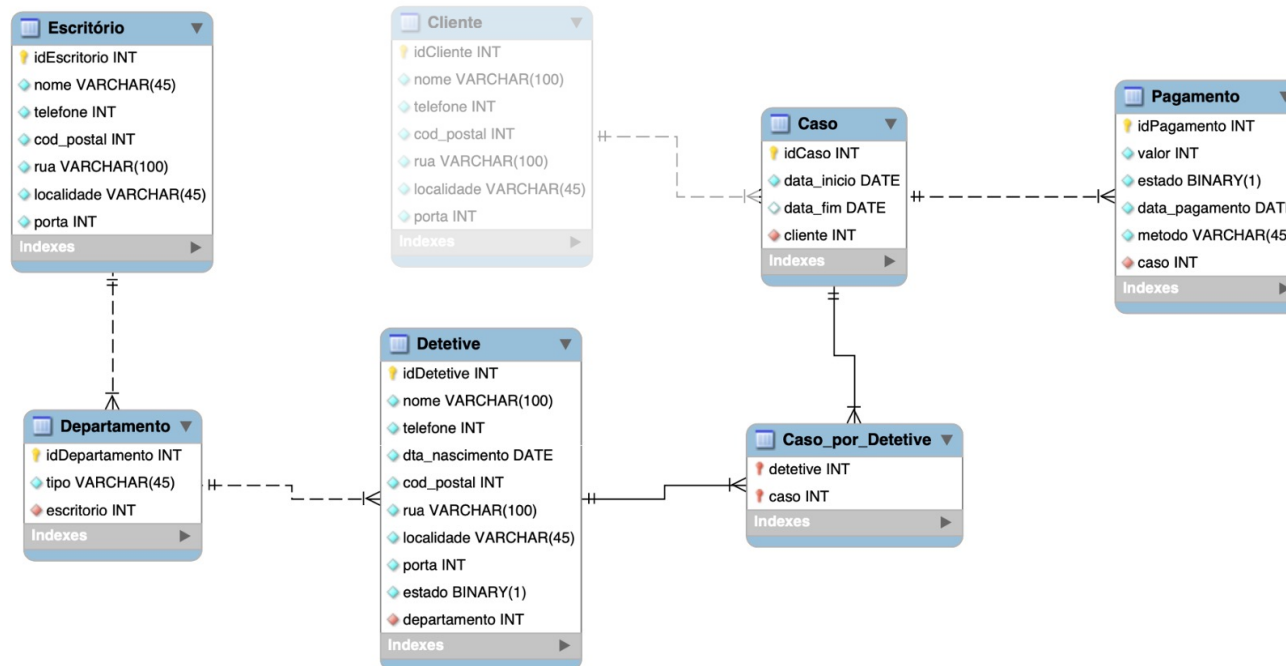 Escritório
idEscritorio INT
nome VARCHAR(45)
telefone INT
cod_postal INT
rua VARCHAR(100)
localidade VARCHAR(45)
porta INT
Indexes
Cliente
idCliente INT
nome VARCHAR(100)
telefone INT
cod_postal INT
rua VARCHAR(100)
localidade VARCHAR(45)
porta INT
Indexes
Caso
idCaso INT
data_inicio DATE
data_fim DATE
cliente INT
Indexes
Pagamento
idPagamento INT
valor INT
estado BINARY(1)
data_pagamento DATE
metodo VARCHAR(45
caso INT
Indexes
Departamento
idDepartamento INT
tipo VARCHAR(45)
escritorio INT
Indexes
Detetive
idDetetive INT
nome VARCHAR(100)
telefone INT
dta_nascimento DATE
cod_postal INT
rua VARCHAR(100)
localidade VARCHAR(45)
porta INT
estado BINARY(1)
departamento INT
Indexes
Caso_por_Detetive
detetive INT
caso INT
Indexes